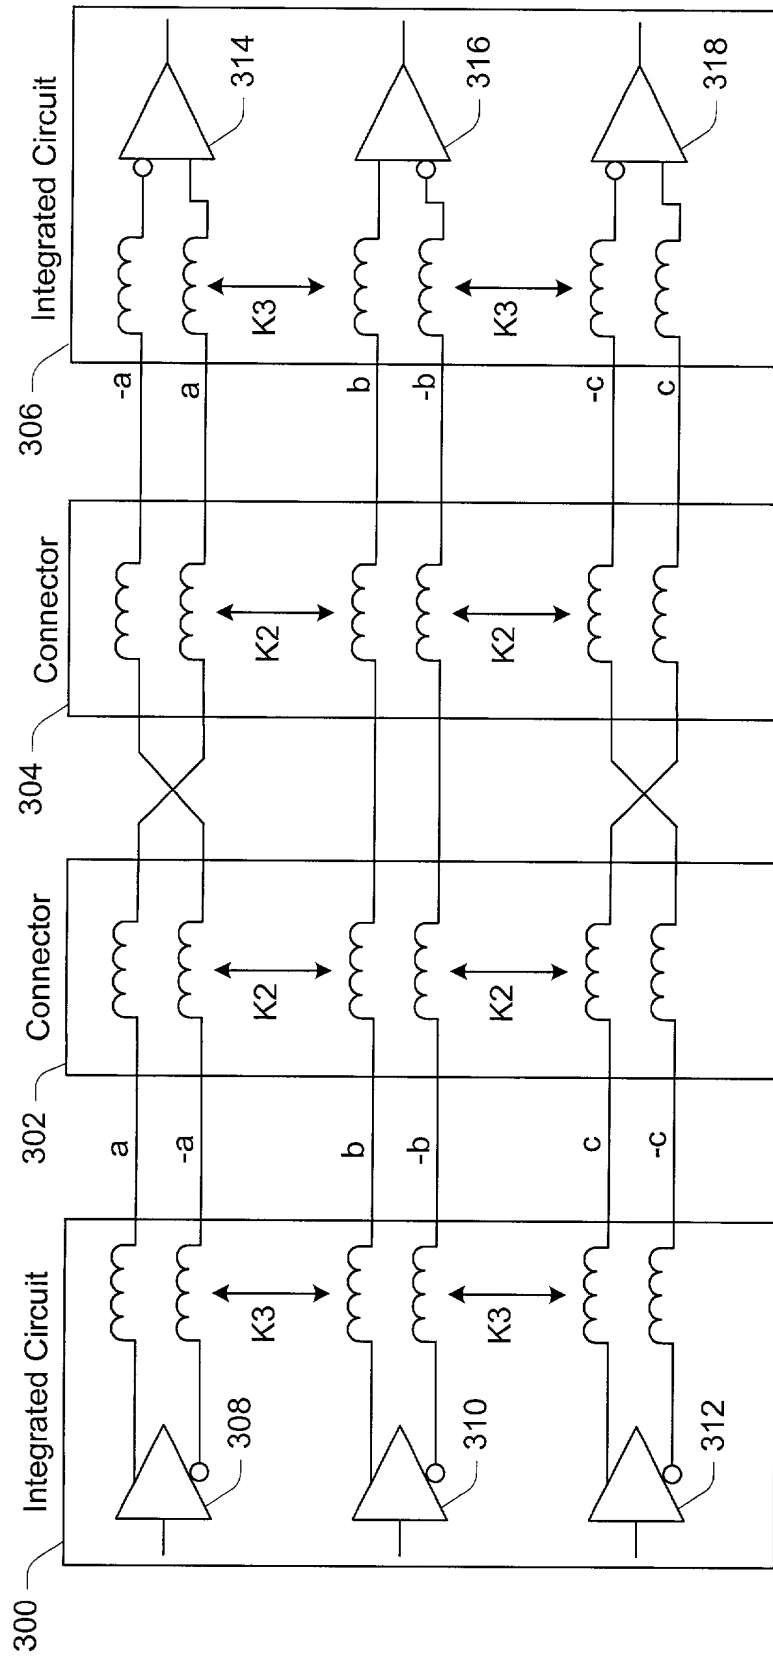 300
302
304
306
Integrated Circuit
Connector
Connector
Integrated Circuit
a
-a
-a
a
308
314
K3
K2
K2
K3
b
b
-b
-b
310
316
K3
K2
K2
K3
c
-c
-c
c
312
318